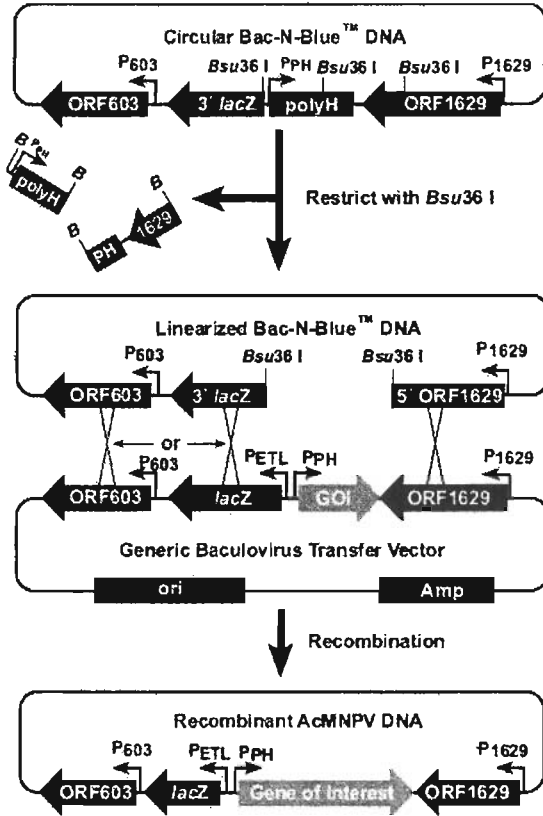 Circular Bac-N-Blue™ DNA
P603
Bsu36 I
PPH
Bsu36 I
Bsu36 I
P1629
ORF603
3´ lacZ
polyH
ORF1629
B
PPH
polyH
B
B
PH
1629
B
Restrict with Bsu36 I
Linearized Bac-N-Blue™ DNA
P603
Bsu36 I
Bsu36 I
P1629
ORF603
3´ lacZ
5´ ORF1629
or
P603
PETL
PPH
P1629
ORF603
lacZ
GOI
ORF1629
Generic Baculovirus Transfer Vector
ori
Amp
Recombination
Recombinant AcMNPV DNA
P603
PETL
PPH
P1629
ORF603
lacZ
Gene of Interest
ORF1629